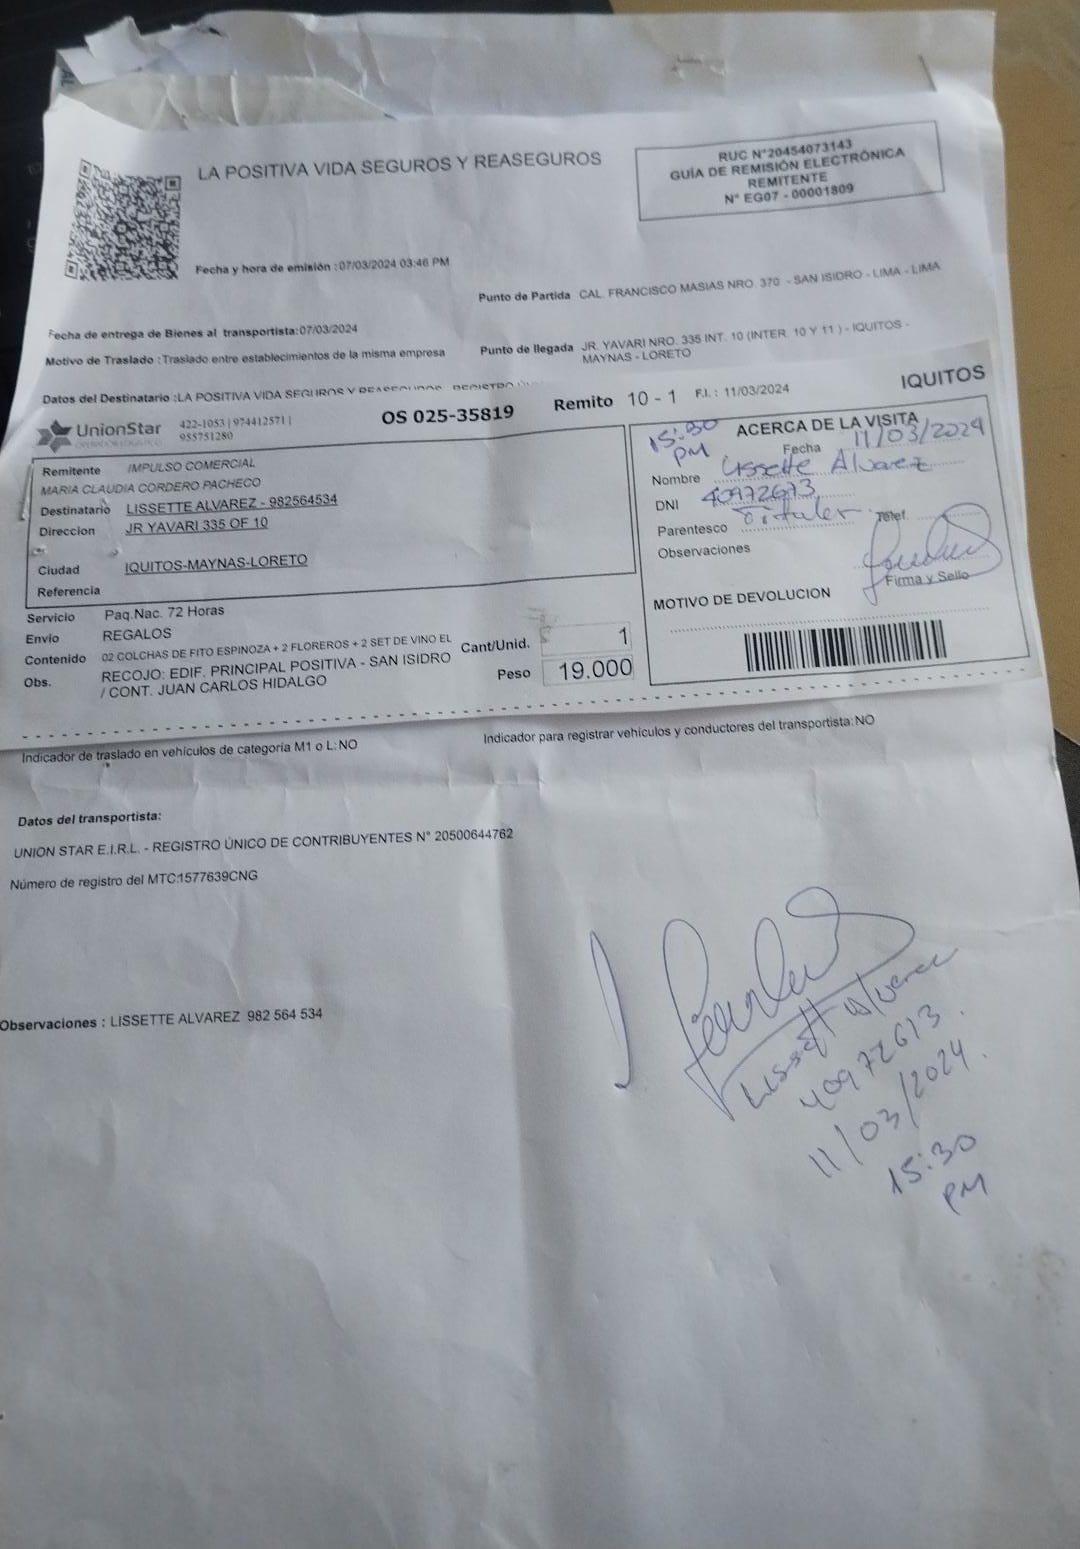 LA POSITIVA VIDA SEGUROS Y REASEGUROS
RUC N°20454073143
GUÍA DE REMISIÓN ELECTRÓNICA
REMITENTE
N° EG07 - 00001809
Fecha y hora de emisión : 07/03/2024 03:46 PM
Punto de Partida CAL. FRANCISCO MASIAS NRO. 370 - SAN ISIDRO - LIMA - LIMA
Fecha de entrega de Bienes al transportista: 07/03/2024
Motivo de Traslado : Traslado entre establecimientos de la misma empresa
Punto de llegada JR. YAVARI NRO. 335 INT. 10 (INTER. 10 Y 11 ) - IQUITOS -
MAYNAS - LORETO
Datos del Destinatario :LA POSITIVA VIDA SEGUROS Y REASEGUROS REGISTRO
UnionStar
422-1053 | 974412571 |
955751280
OS 025-35819
Remito 10 - 1 F.I. : 11/03/2024
IQUITOS
Remitente IMPULSO COMERCIAL
MARIA CLAUDIA CORDERO PACHECO
Destinatario LISSETTE ALVAREZ - 982564534
Direccion JR YAVARI 335 OF 10
Ciudad IQUITOS-MAYNAS-LORETO
Referencia
Servicio Paq.Nac. 72 Horas
Envio REGALOS
Contenido 02 COLCHAS DE FITO ESPINOZA + 2 FLOREROS + 2 SET DE VINO EL
Obs. RECOJO: EDIF. PRINCIPAL POSITIVA - SAN ISIDRO
/ CONT. JUAN CARLOS HIDALGO
Cant/Unid. 1
Peso 19.000
15:30
PM
ACERCA DE LA VISITA
Fecha 11/03/2024
Nombre Lissette Alvarez
DNI 40972673
Parentesco Titular Telef.
Observaciones
Firma y Sello
MOTIVO DE DEVOLUCION
Indicador de traslado en vehículos de categoría M1 o L: NO
Indicador para registrar vehículos y conductores del transportista: NO
Datos del transportista:
UNION STAR E.I.R.L. - REGISTRO ÚNICO DE CONTRIBUYENTES N° 20500644762
Número de registro del MTC:1577639CNG
Observaciones : LISSETTE ALVAREZ 982 564 534
Lissett Alvarez
40972673.
11/03/2024.
15:30
PM